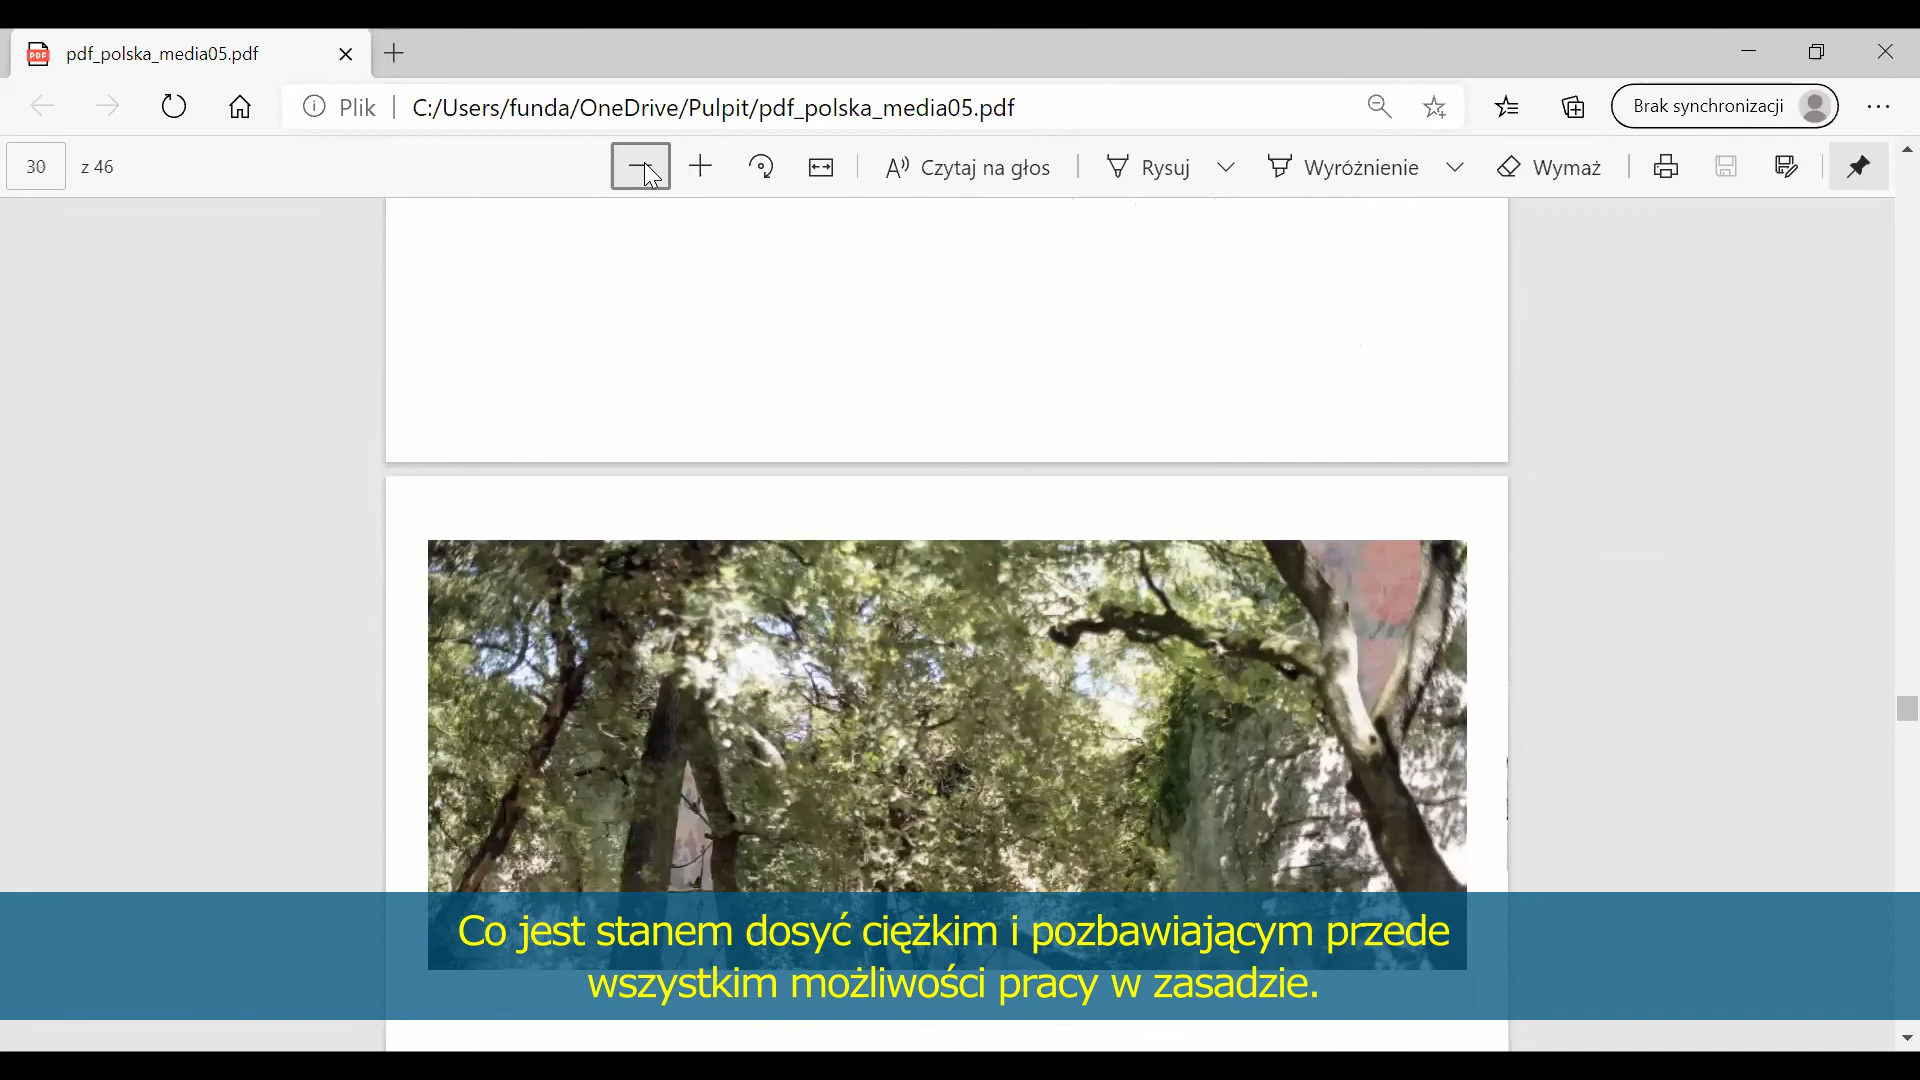 pdf_polska_media05.pdf
Plik
C:/Users/funda/OneDrive/Pulpit/pdf_polska_media05.pdf
Brak synchronizacji
30 z 46
Czytaj na głos
Rysuj
Wyróżnienie
Wymaż
Co jest stanem dosyć ciężkim i pozbawiającym przede
wszystkim możliwości pracy w zasadzie.